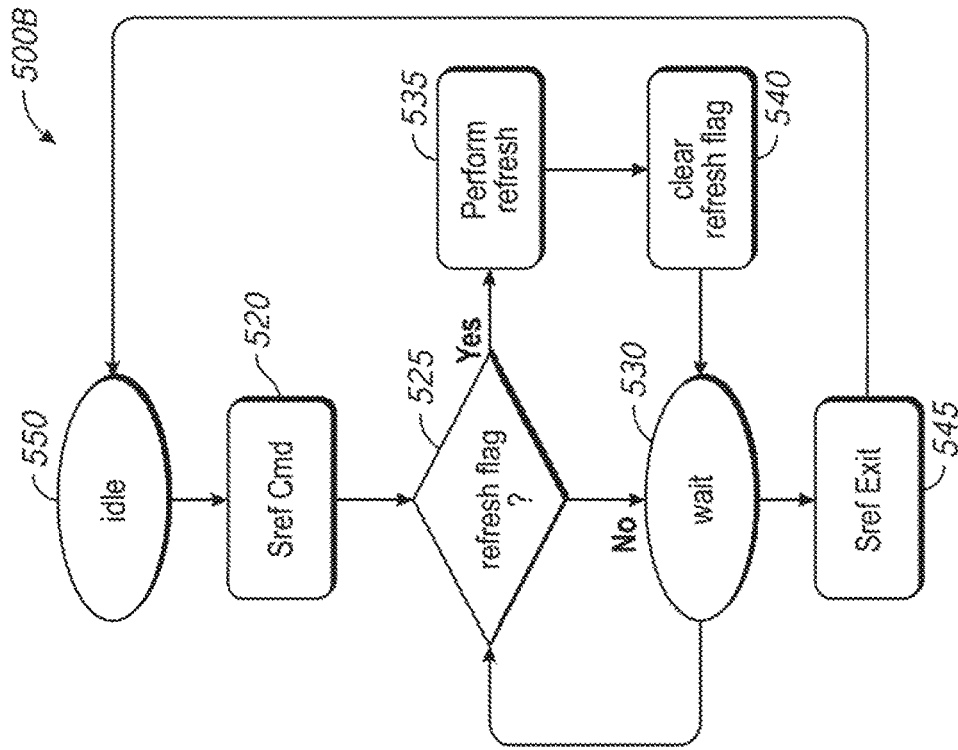 500B
550
idle
520
Sref Cmd
525
refresh flag
?
Yes
535
Perform
refresh
540
clear
refresh flag
No
530
wait
Sref Exit
545